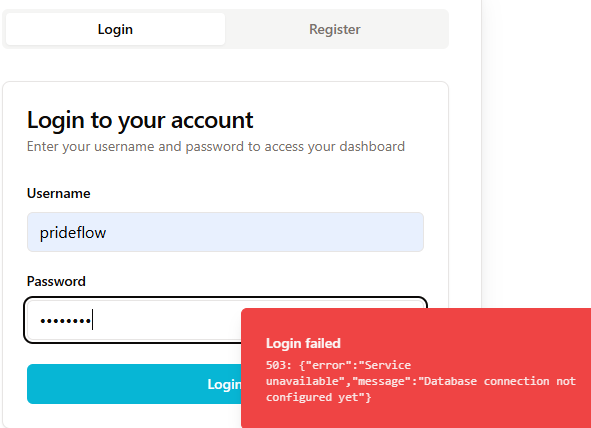 Login Register
Login to your account
Enter your username and password to access your dashboard
Username
prideflow
Password
••••••••
Login
Login failed
503: {"error":"Service
unavailable","message":"Database connection not
configured yet"}